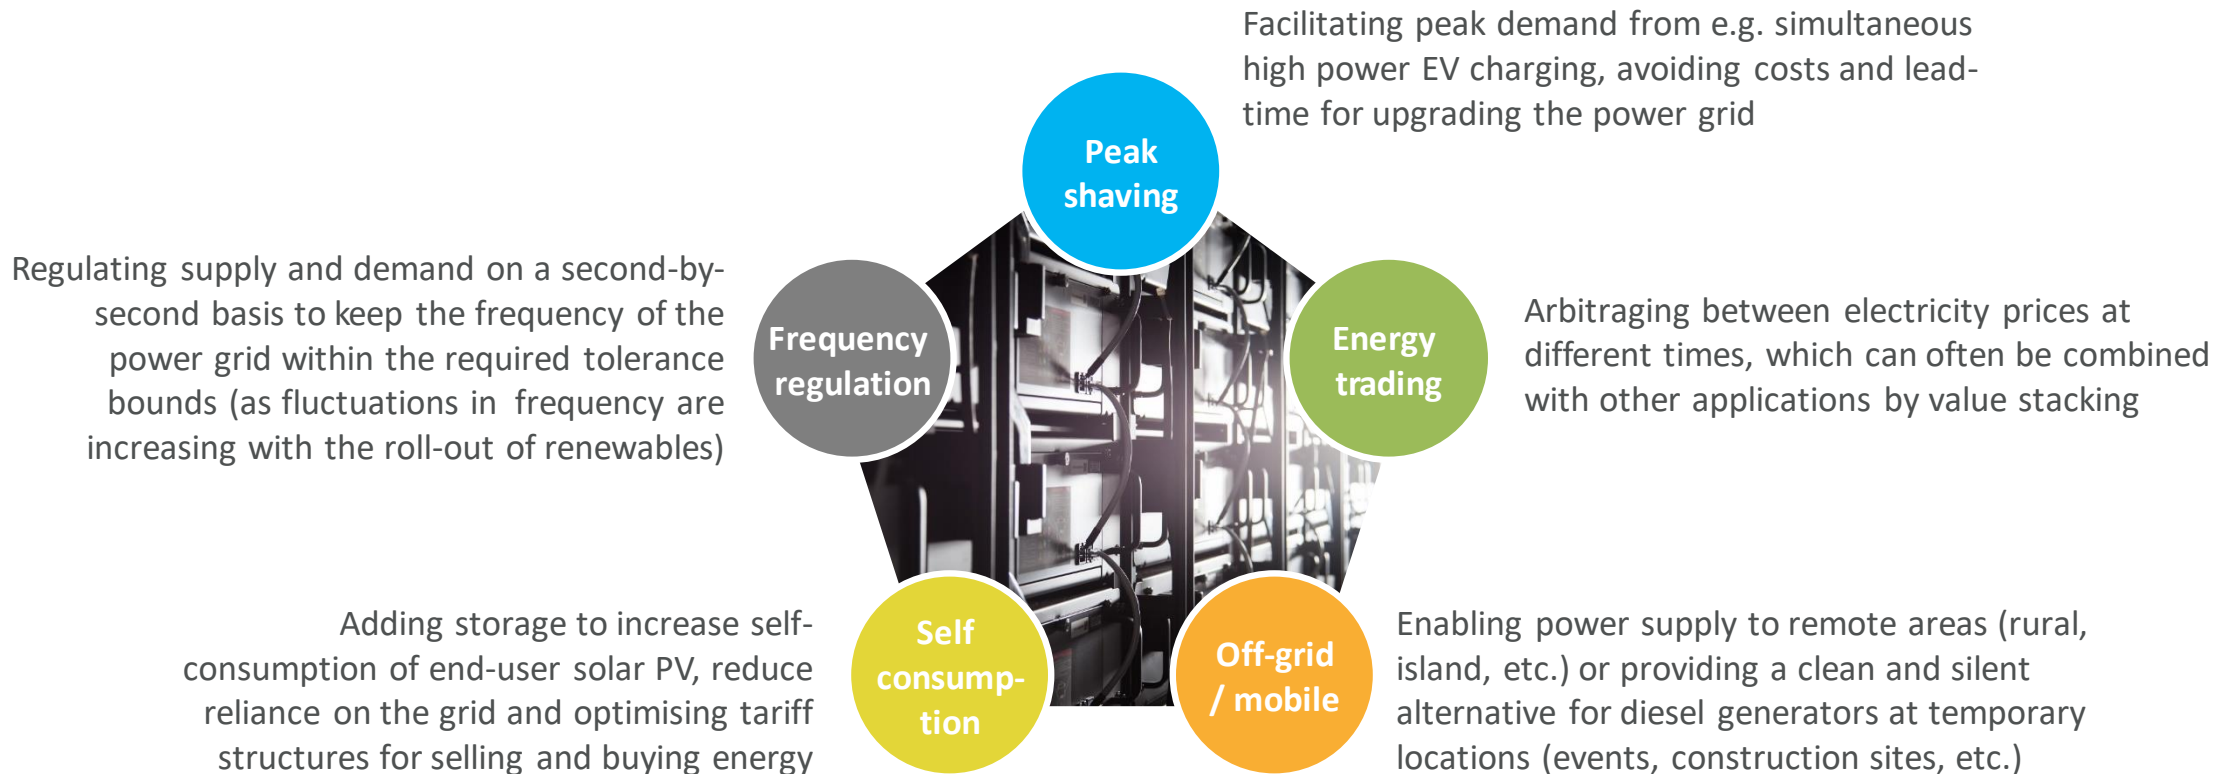 Facilitating peak demand from e.g. simultaneous
high power EV charging, avoiding costs and lead-
time for upgrading the power grid
Peak
shaving
Regulating supply and demand on a second-by-
second basis to keep the frequency of the
power grid within the required tolerance
bounds (as fluctuations in frequency are
increasing with the roll-out of renewables)
Frequency
regulation
Energy
trading
Arbitraging between electricity prices at
different times, which can often be combined
with other applications by value stacking
Adding storage to increase self-
consumption of end-user solar PV, reduce
reliance on the grid and optimising tariff
structures for selling and buying energy
Self
consump-
tion
Off-grid
/ mobile
Enabling power supply to remote areas (rural,
island, etc.) or providing a clean and silent
alternative for diesel generators at temporary
locations (events, construction sites, etc.)